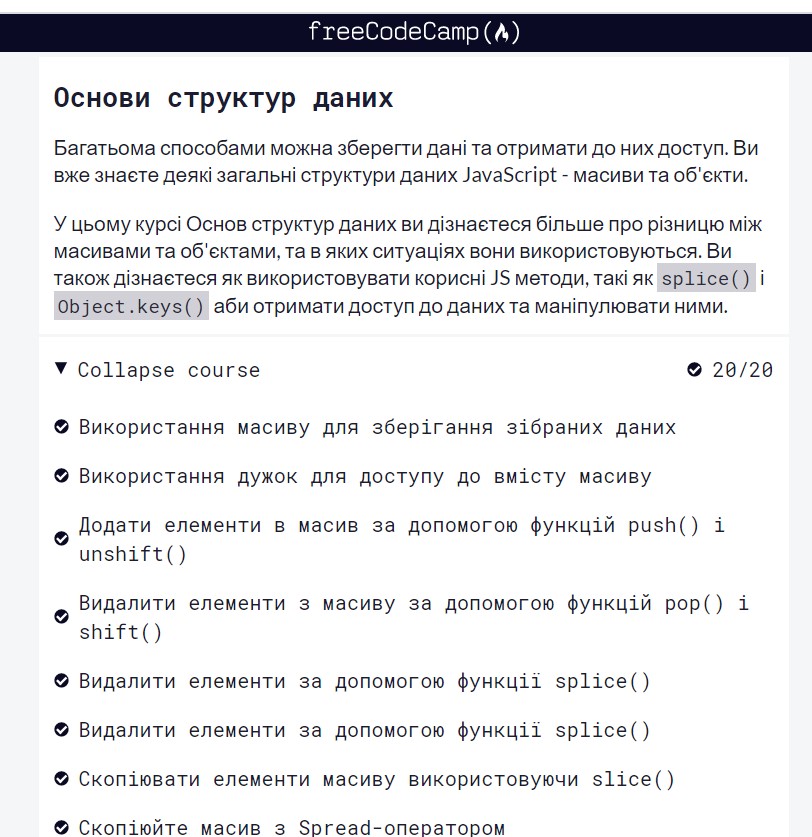 freeCodeCamp(🔥)
Основи структур даних
Багатьома способами можна зберегти дані та отримати до них доступ. Ви
вже знаєте деякі загальні структури даних JavaScript - масиви та об'єкти.
У цьому курсі Основ структур даних ви дізнаєтеся більше про різницю між
масивами та об'єктами, та в яких ситуаціях вони використовуються. Ви
також дізнаєтеся як використовувати корисні JS методи, такі як splice() і
Object.keys() аби отримати доступ до даних та маніпулювати ними.
Collapse course 20/20
Використання масиву для зберігання зібраних даних
Використання дужок для доступу до вмісту масиву
Додати елементи в масив за допомогою функцій push() і
unshift()
Видалити елементи з масиву за допомогою функцій pop() і
shift()
Видалити елементи за допомогою функції splice()
Видалити елементи за допомогою функції splice()
Скопіювати елементи масиву використовуючи slice()
Скопіюйте масив з Spread-оператором